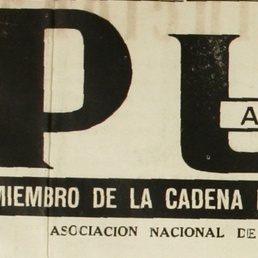 PU
A
MIEMBRO DE LA CADENA
ASOCIACION NACIONAL DE